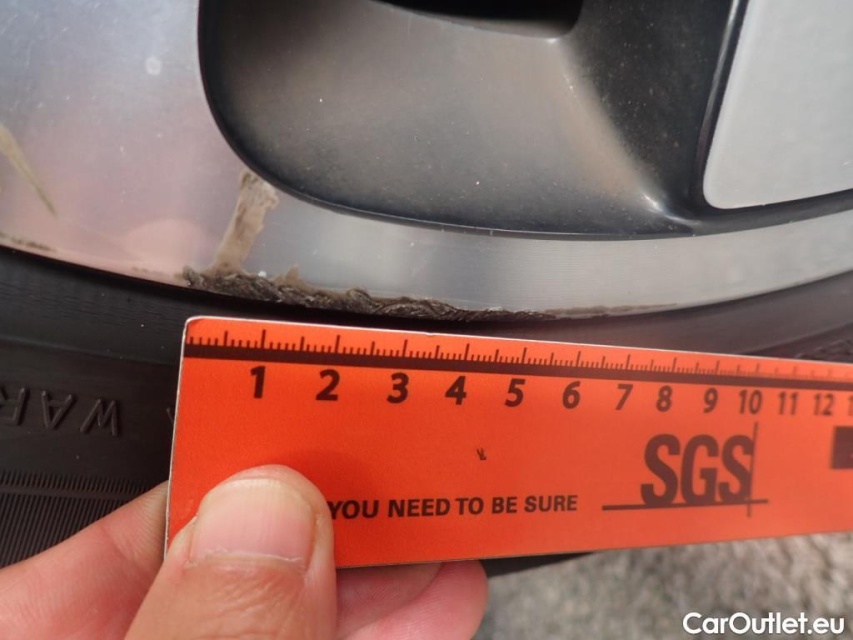 WAR
1 2 3 4 5 6 7 8 9 10 11 12
SGS
YOU NEED TO BE SURE
CarOutlet.eu